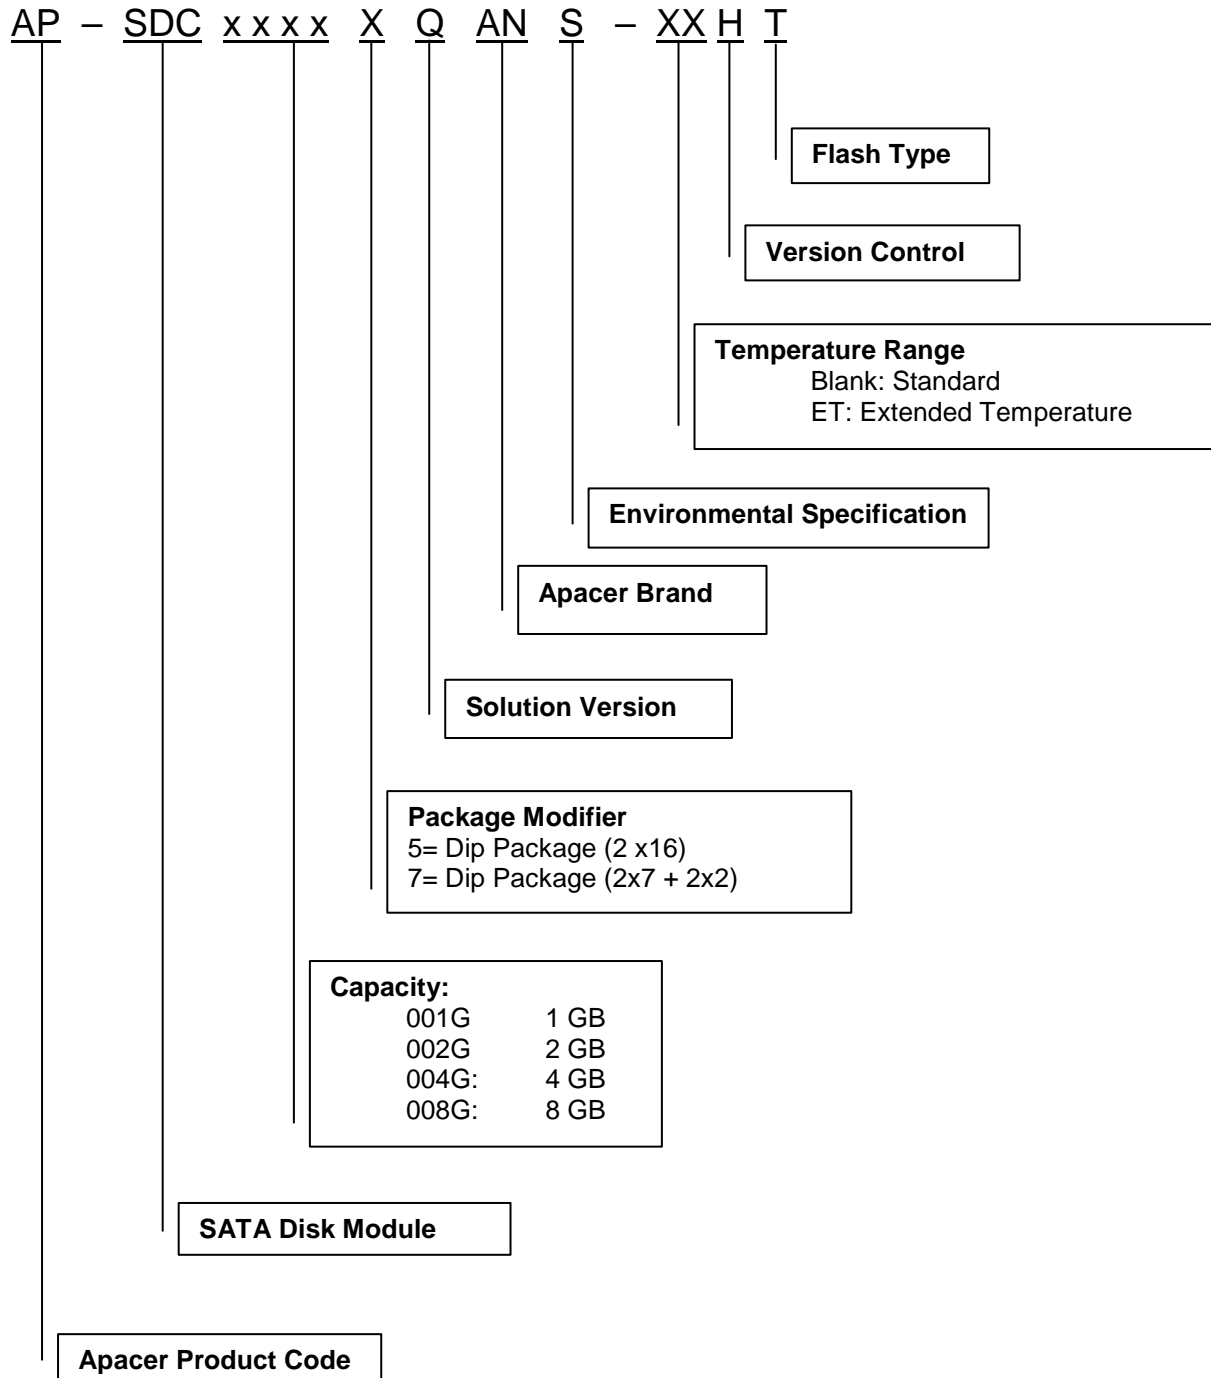 AP – SDC x x x x X Q AN S – XX H T
Flash Type
Version Control
Temperature Range
Blank: Standard
ET: Extended Temperature
Environmental Specification
Apacer Brand
Solution Version
Package Modifier
5= Dip Package (2 x16)
7= Dip Package (2x7 + 2x2)
Capacity:
001G 1 GB
002G 2 GB
004G: 4 GB
008G: 8 GB
SATA Disk Module
Apacer Product Code